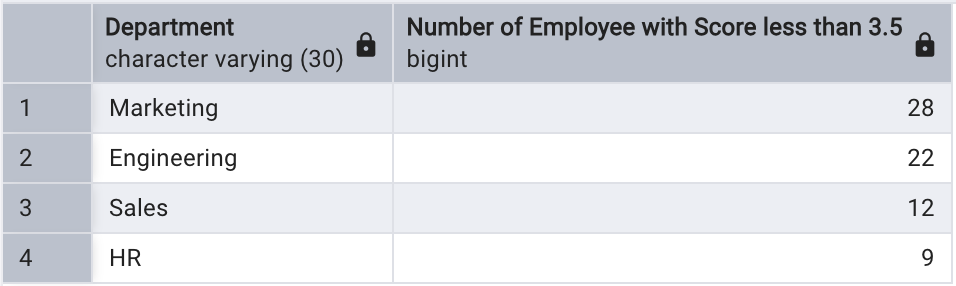 Department Number of Employee with Score less than 3.5
character varying (30) bigint
1 Marketing 28
2 Engineering 22
3 Sales 12
4 HR 9